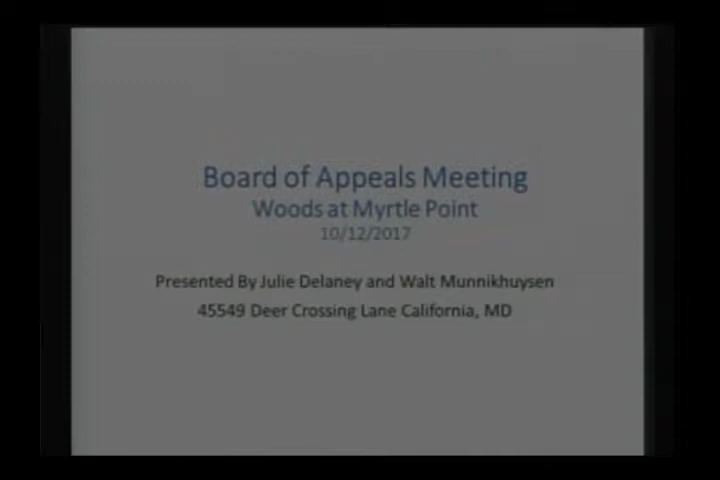 Board of Appeals Meeting
Woods at Myrtle Point
10/12/2017
Presented By Julie Delaney and Walt Munnikhuysen
45549 Deer Crossing Lane California, MD